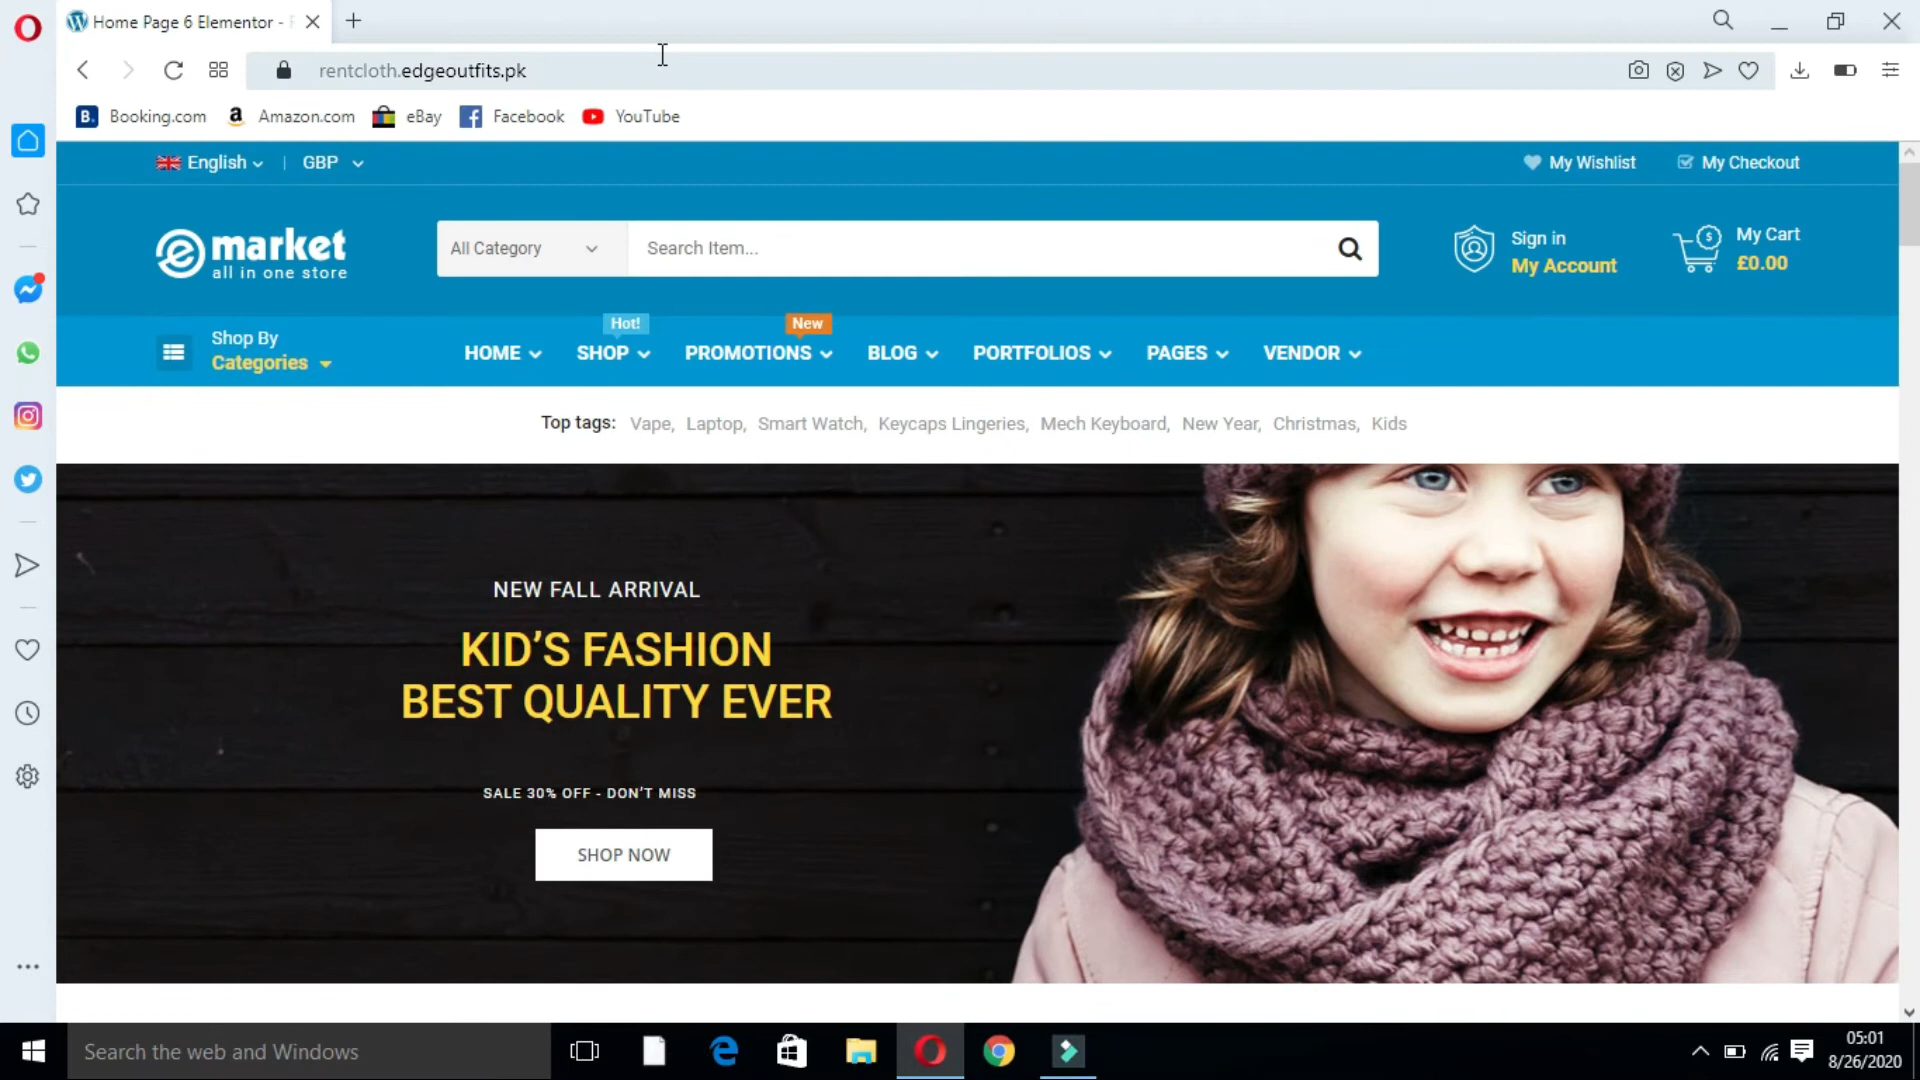 Home Page 6 Elementor -
rentcloth.edgeoutfits.pk
B. Booking.com a Amazon.com eBay Facebook YouTube
English | GBP My Wishlist My Checkout
e market
all in one store
All Category Search Item...
Sign in
My Account
$ My Cart
£0.00
Hot! New
Shop By
Categories
HOME SHOP PROMOTIONS BLOG PORTFOLIOS PAGES VENDOR
Top tags: Vape, Laptop, Smart Watch, Keycaps Lingeries, Mech Keyboard, New Year, Christmas, Kids
NEW FALL ARRIVAL
KID’S FASHION
BEST QUALITY EVER
SALE 30% OFF - DON’T MISS
SHOP NOW
Search the web and Windows
05:01
8/26/2020